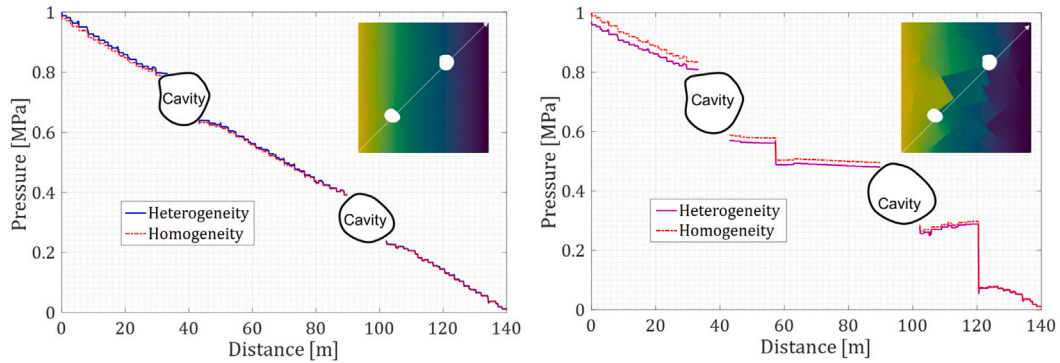 Pressure [MPa]
1
0.8
0.6
0.4
0.2
0
Cavity
Cavity
Heterogeneity
Homogeneity
0 20 40 60 80 100 120 140
Distance [m]
Pressure [MPa]
1
0.8
0.6
0.4
0.2
0
Cavity
Cavity
Heterogeneity
Homogeneity
0 20 40 60 80 100 120 140
Distance [m]